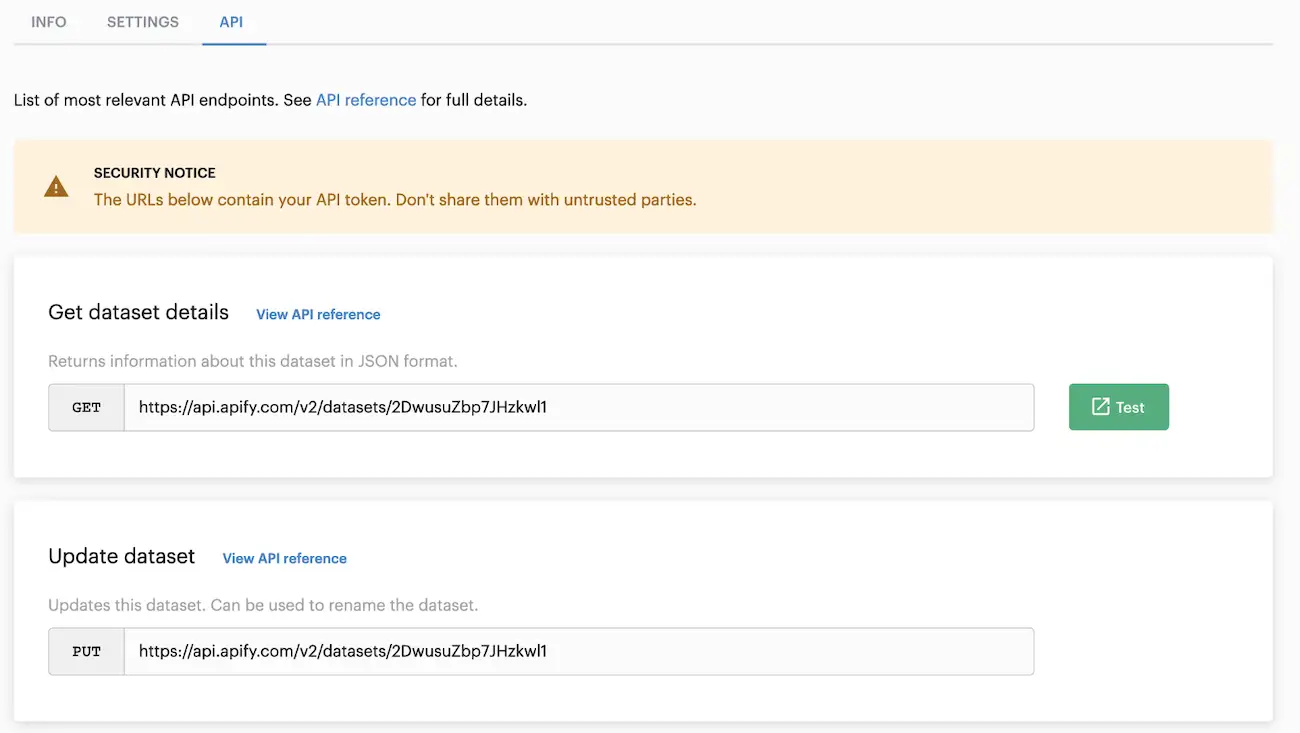 INFO SETTINGS API
List of most relevant API endpoints. See API reference for full details.
SECURITY NOTICE
The URLs below contain your API token. Don't share them with untrusted parties.
Get dataset details View API reference
Returns information about this dataset in JSON format.
GET https://api.apify.com/v2/datasets/2DwusuZbp7JHzkwl1 Test
Update dataset View API reference
Updates this dataset. Can be used to rename the dataset.
PUT https://api.apify.com/v2/datasets/2DwusuZbp7JHzkwl1